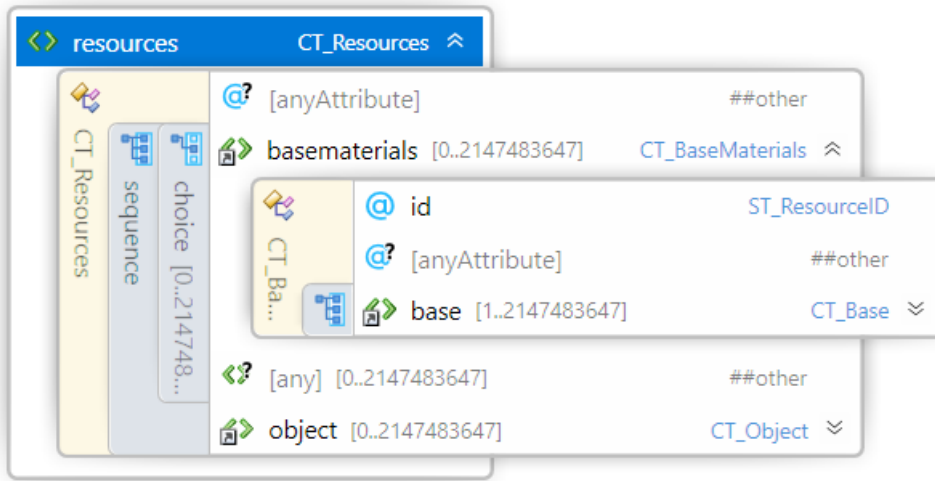 resources CT_Resources
@? [anyAttribute] ##other
basematerials [0..2147483647] CT_BaseMaterials
CT_Resources
sequence
choice [0..214748...
@ id ST_ResourceID
@? [anyAttribute] ##other
CT_Ba...
base [1..2147483647] CT_Base
? [any] [0..2147483647] ##other
object [0..2147483647] CT_Object